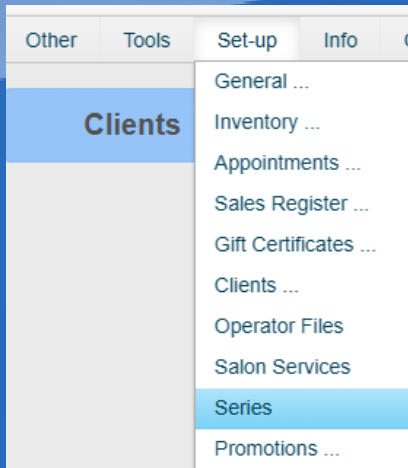 Other Tools Set-up Info
General ...
Clients
Inventory ...
Appointments ...
Sales Register ...
Gift Certificates ...
Clients ...
Operator Files
Salon Services
Series
Promotions ...